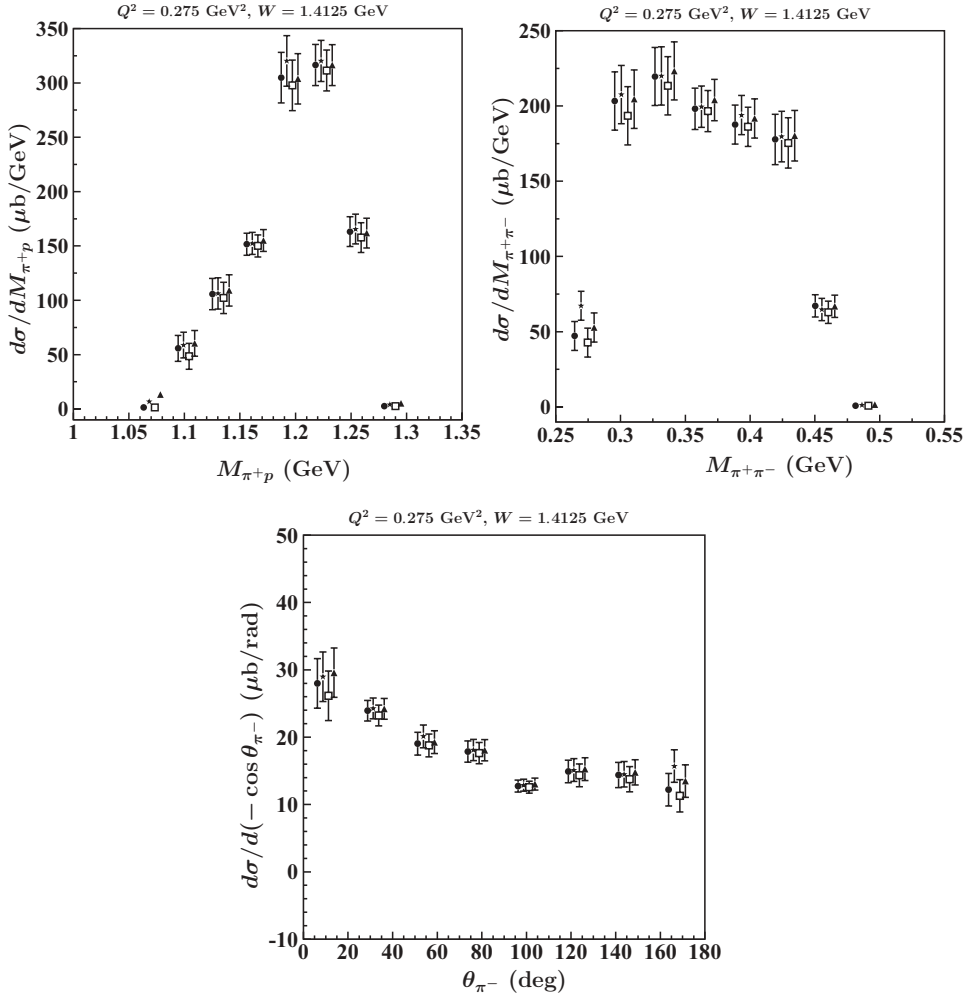 Q² = 0.275 GeV², W = 1.4125 GeV
dσ/dM_{π⁺p} (μb/GeV)
350
300
250
200
150
100
50
0
1 1.05 1.1 1.15 1.2 1.25 1.3 1.35
M_{π⁺p} (GeV)
Q² = 0.275 GeV², W = 1.4125 GeV
dσ/dM_{π⁺π⁻} (μb/GeV)
250
200
150
100
50
0
0.25 0.3 0.35 0.4 0.45 0.5 0.55
M_{π⁺π⁻} (GeV)
Q² = 0.275 GeV², W = 1.4125 GeV
dσ/d(− cos θ_{π⁻}) (μb/rad)
50
40
30
20
10
0
-10
0 20 40 60 80 100 120 140 160 180
θ_{π⁻} (deg)